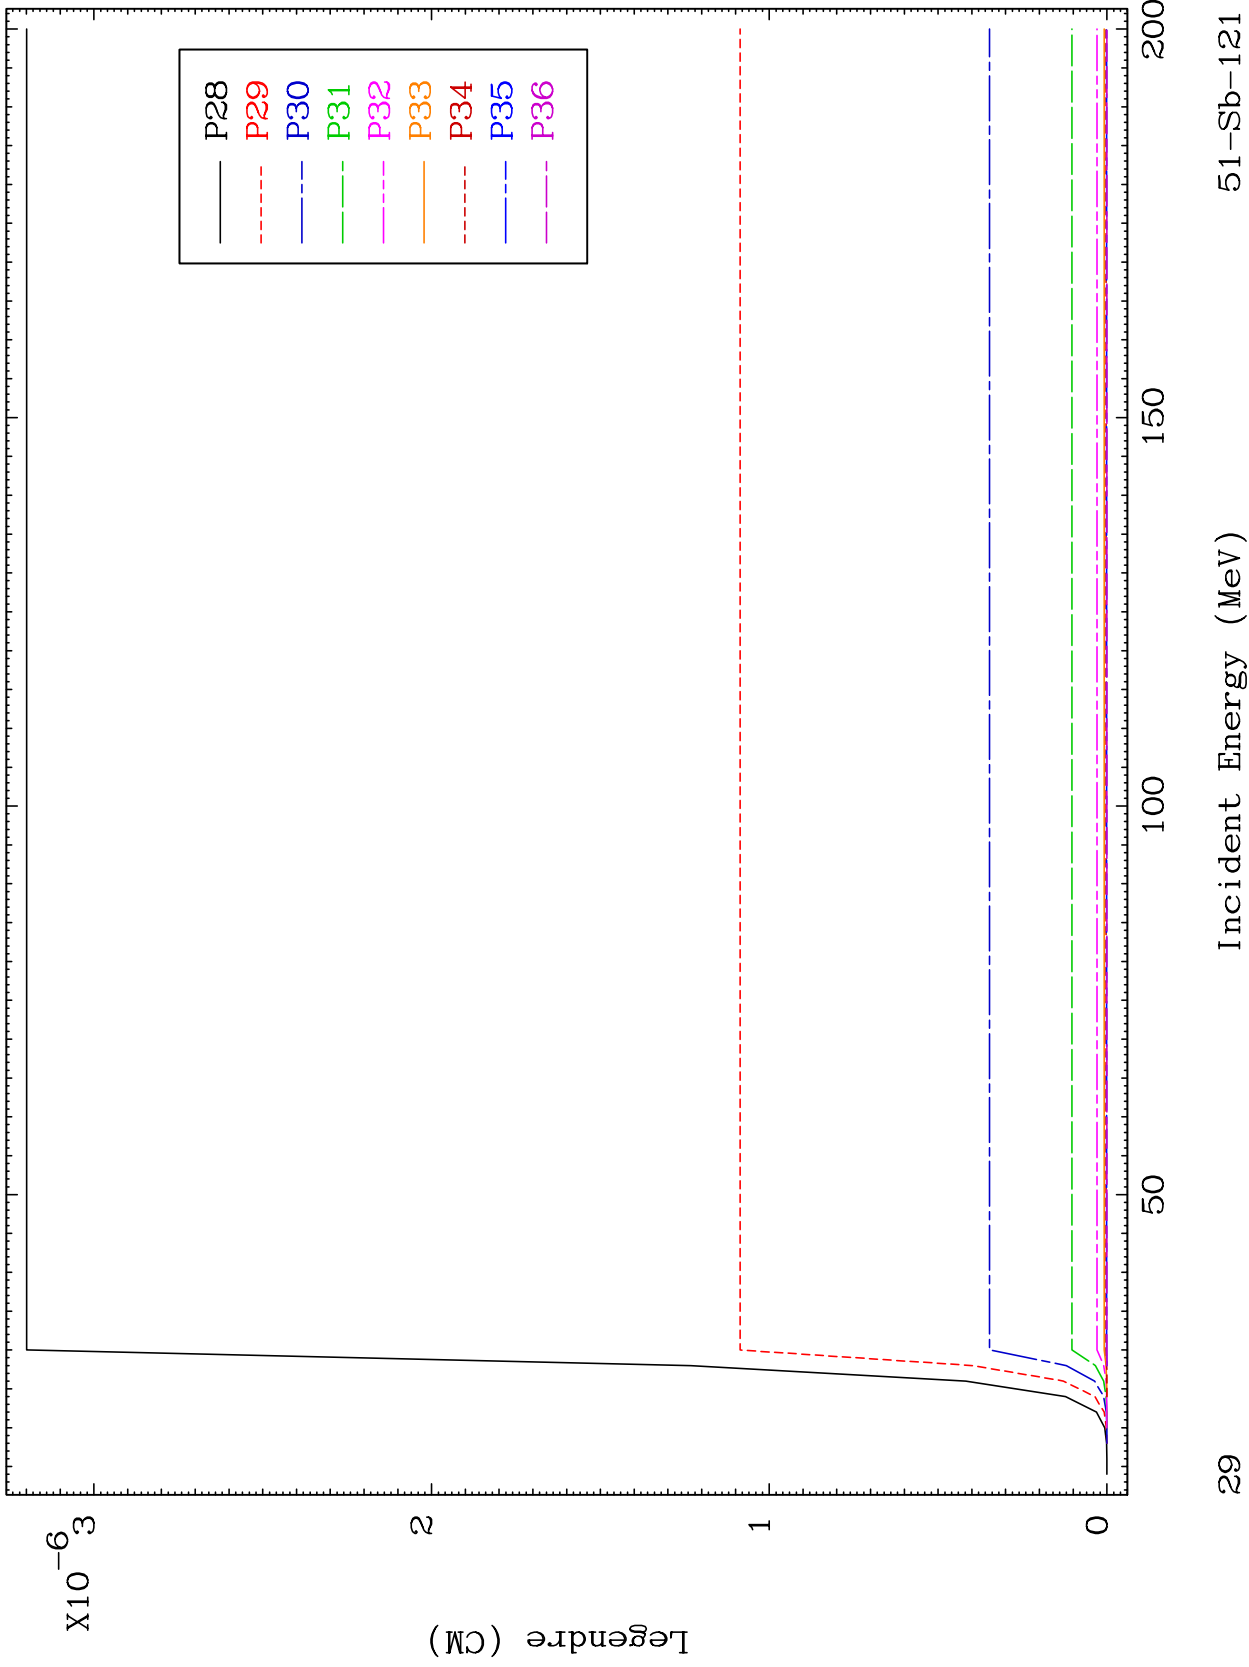 X10-6
3
2
1
0
Legendre (CM)
P28
P29
P30
P31
P32
P33
P34
P35
P36
50
100
150
200
29
Incident Energy (MeV)
51-Sb-121